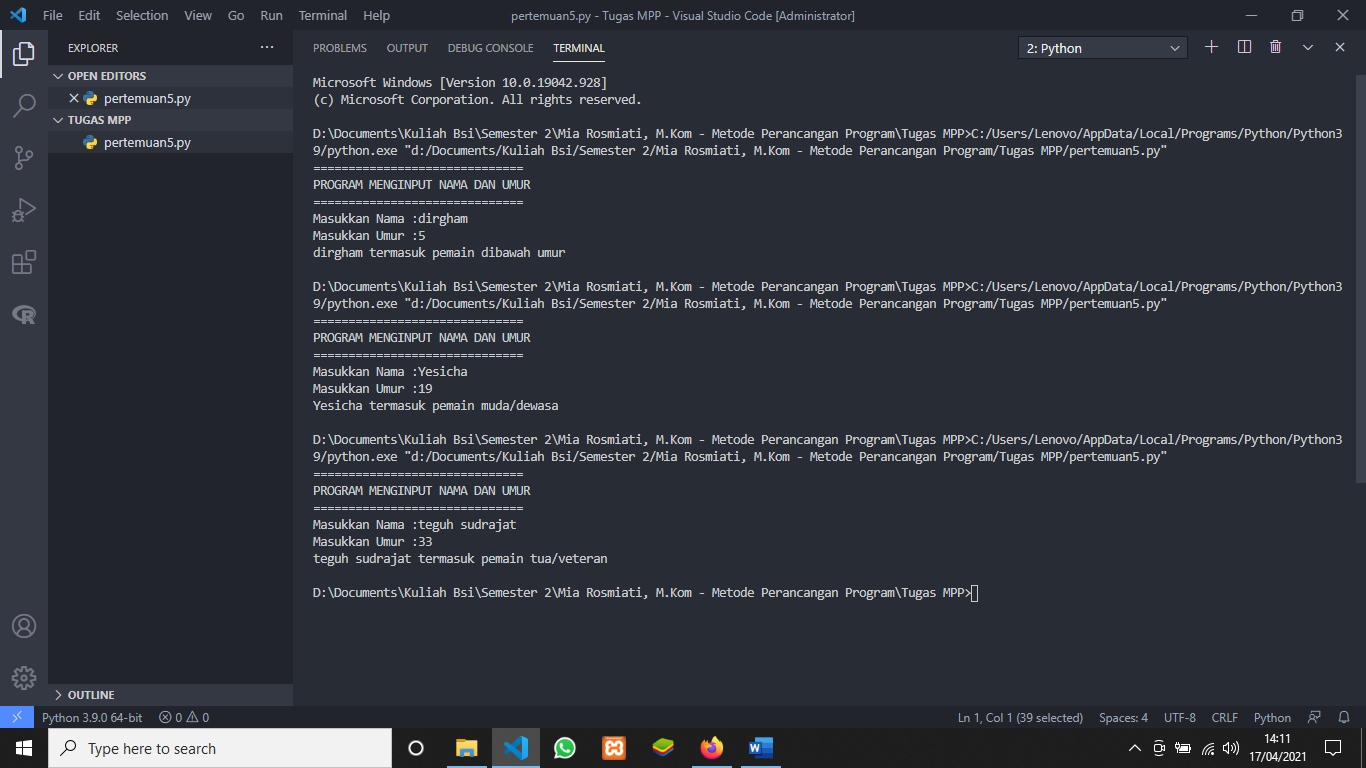 File Edit Selection View Go Run Terminal Help
pertemuan5.py - Tugas MPP - Visual Studio Code [Administrator]
EXPLORER
OPEN EDITORS
pertemuan5.py
TUGAS MPP
pertemuan5.py
OUTLINE
PROBLEMS OUTPUT DEBUG CONSOLE TERMINAL
2: Python
Microsoft Windows [Version 10.0.19042.928]
(c) Microsoft Corporation. All rights reserved.
D:\Documents\Kuliah Bsi\Semester 2\Mia Rosmiati, M.Kom - Metode Perancangan Program\Tugas MPP>C:/Users/Lenovo/AppData/Local/Programs/Python/Python3
9/python.exe "d:/Documents/Kuliah Bsi/Semester 2/Mia Rosmiati, M.Kom - Metode Perancangan Program/Tugas MPP/pertemuan5.py"
==============================
PROGRAM MENGINPUT NAMA DAN UMUR
==============================
Masukkan Nama :dirgham
Masukkan Umur :5
dirgham termasuk pemain dibawah umur
D:\Documents\Kuliah Bsi\Semester 2\Mia Rosmiati, M.Kom - Metode Perancangan Program\Tugas MPP>C:/Users/Lenovo/AppData/Local/Programs/Python/Python3
9/python.exe "d:/Documents/Kuliah Bsi/Semester 2/Mia Rosmiati, M.Kom - Metode Perancangan Program/Tugas MPP/pertemuan5.py"
==============================
PROGRAM MENGINPUT NAMA DAN UMUR
==============================
Masukkan Nama :Yesicha
Masukkan Umur :19
Yesicha termasuk pemain muda/dewasa
D:\Documents\Kuliah Bsi\Semester 2\Mia Rosmiati, M.Kom - Metode Perancangan Program\Tugas MPP>C:/Users/Lenovo/AppData/Local/Programs/Python/Python3
9/python.exe "d:/Documents/Kuliah Bsi/Semester 2/Mia Rosmiati, M.Kom - Metode Perancangan Program/Tugas MPP/pertemuan5.py"
==============================
PROGRAM MENGINPUT NAMA DAN UMUR
==============================
Masukkan Nama :teguh sudrajat
Masukkan Umur :33
teguh sudrajat termasuk pemain tua/veteran
D:\Documents\Kuliah Bsi\Semester 2\Mia Rosmiati, M.Kom - Metode Perancangan Program\Tugas MPP>
Python 3.9.0 64-bit 0 0
Ln 1, Col 1 (39 selected) Spaces: 4 UTF-8 CRLF Python
Type here to search
14:11
17/04/2021